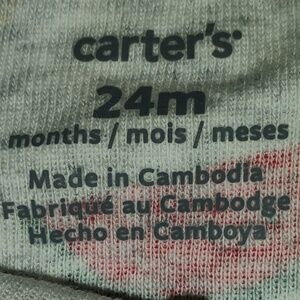 carter's
24m
months / mois / meses
Made in Cambodia
Fabriqué au Cambodge
Hecho en Camboya